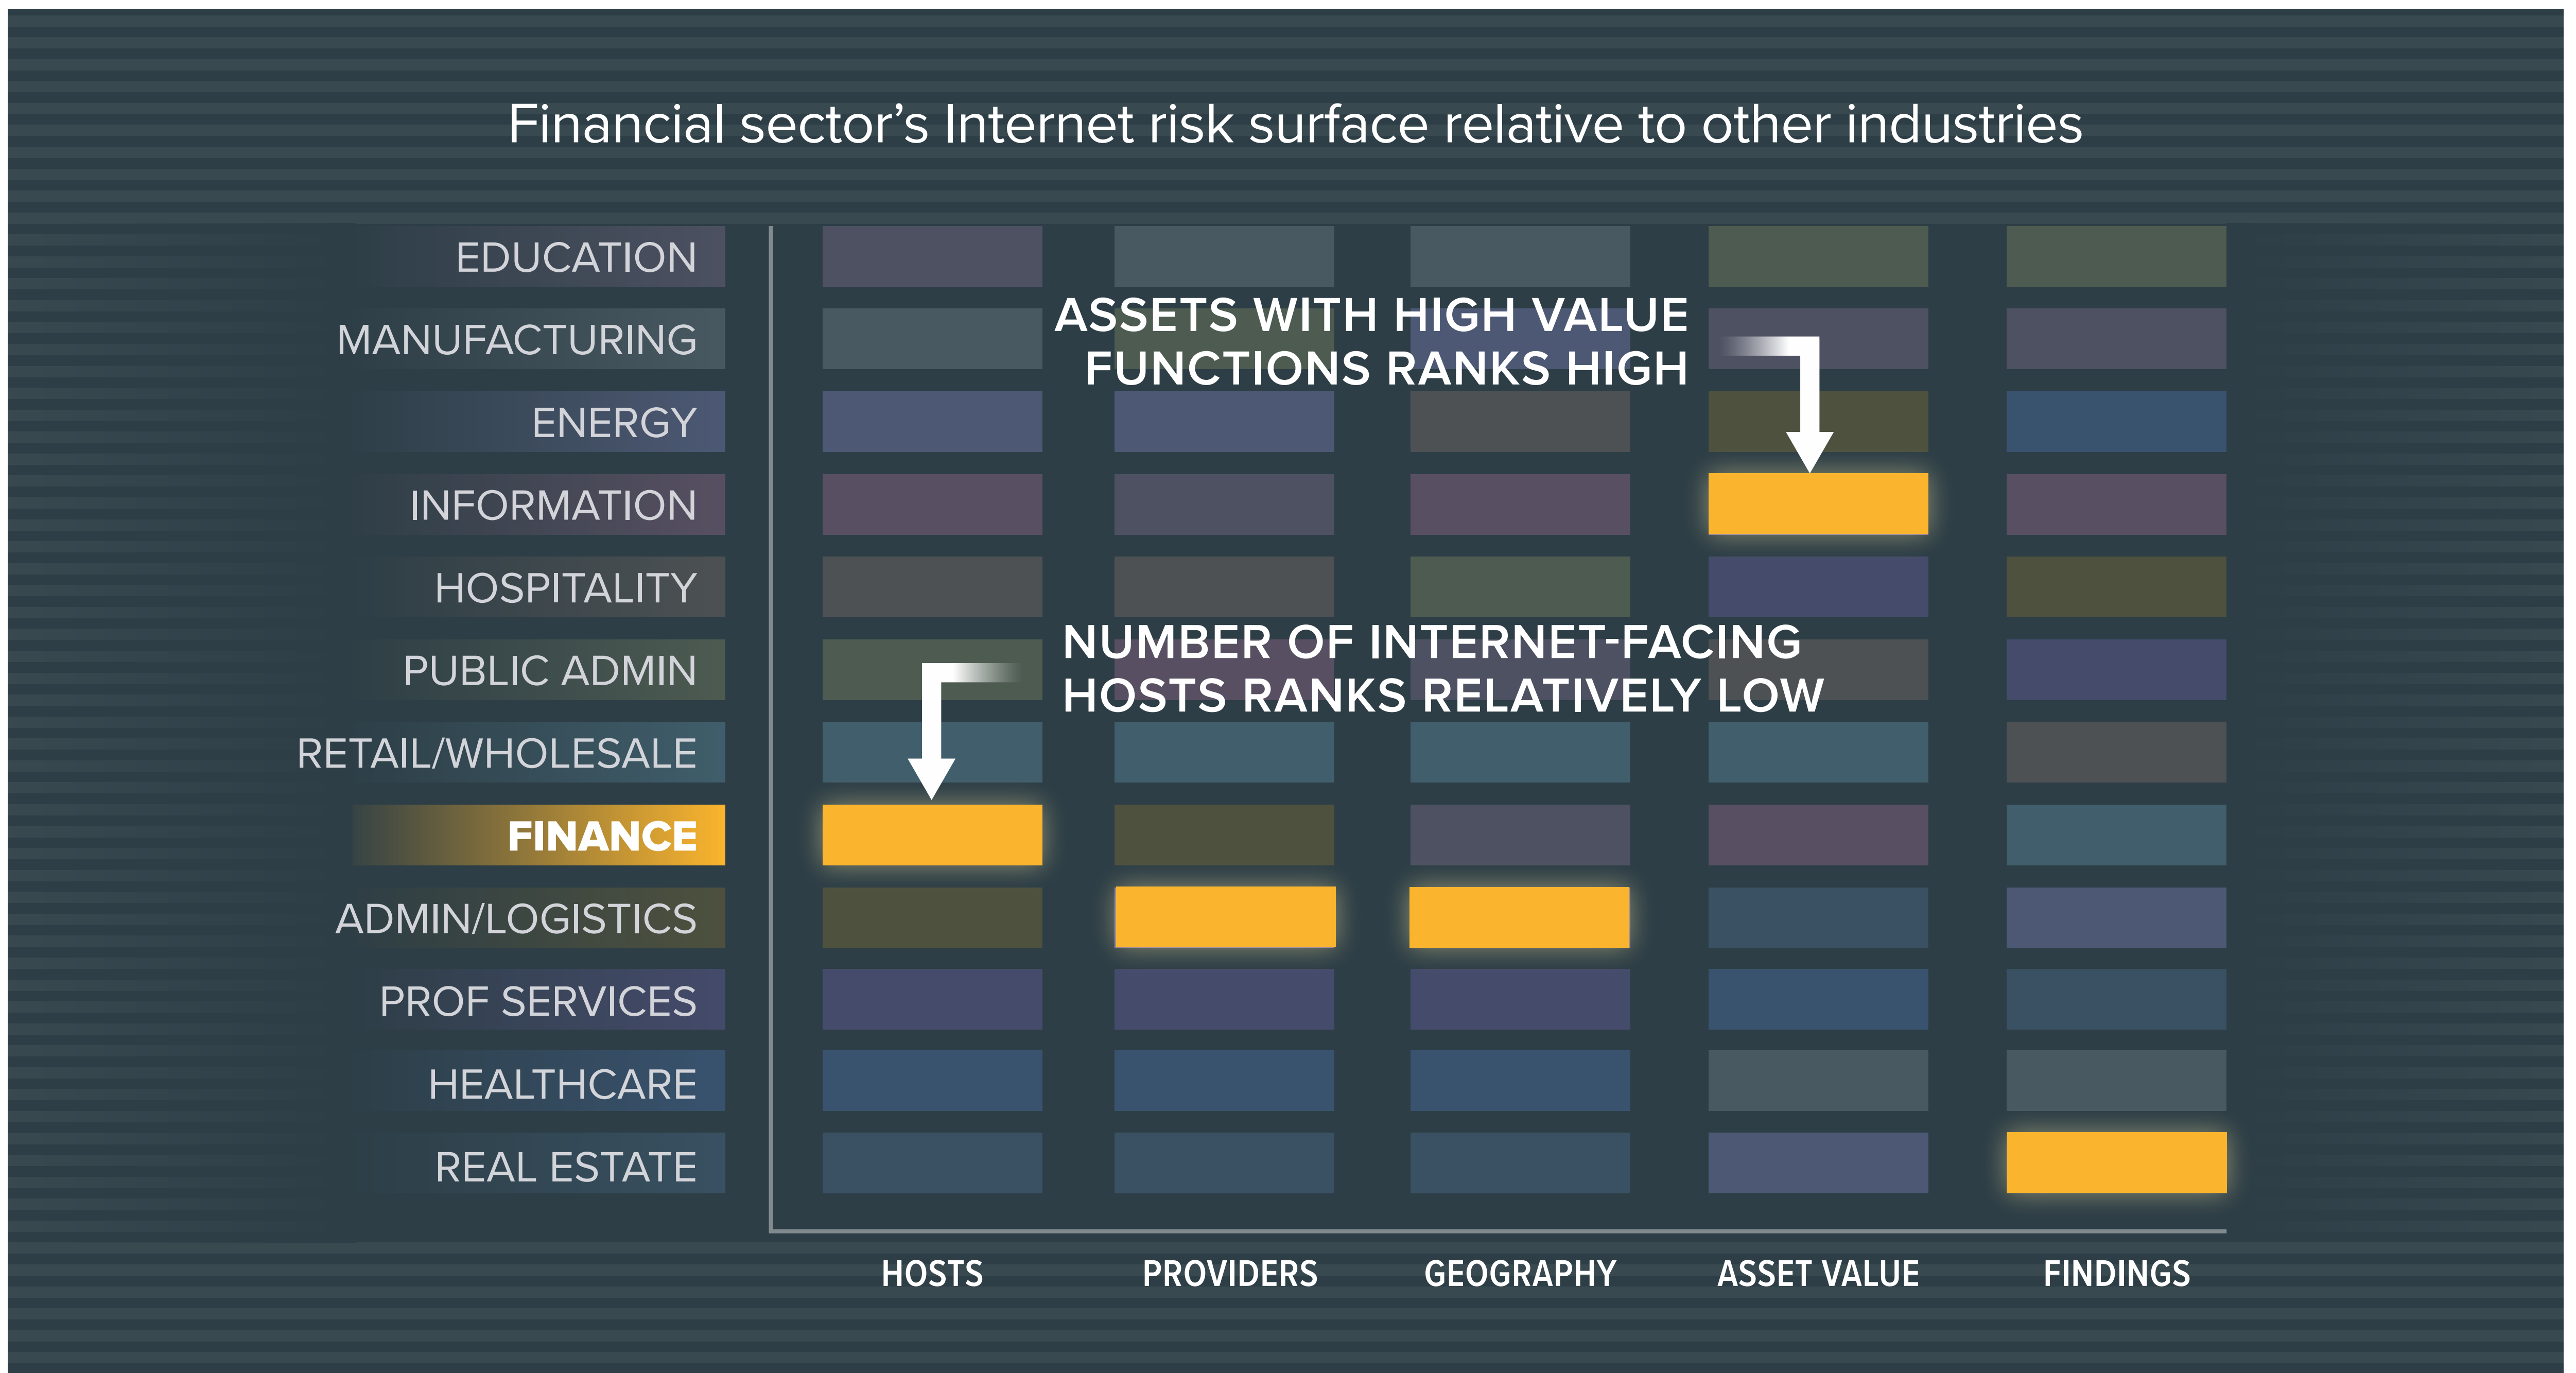 Financial sector’s Internet risk surface relative to other industries
EDUCATION
MANUFACTURING
ENERGY
INFORMATION
HOSPITALITY
PUBLIC ADMIN
RETAIL/WHOLESALE
FINANCE
ADMIN/LOGISTICS
PROF SERVICES
HEALTHCARE
REAL ESTATE
ASSETS WITH HIGH VALUE
FUNCTIONS RANKS HIGH
NUMBER OF INTERNET-FACING
HOSTS RANKS RELATIVELY LOW
HOSTS
PROVIDERS
GEOGRAPHY
ASSET VALUE
FINDINGS